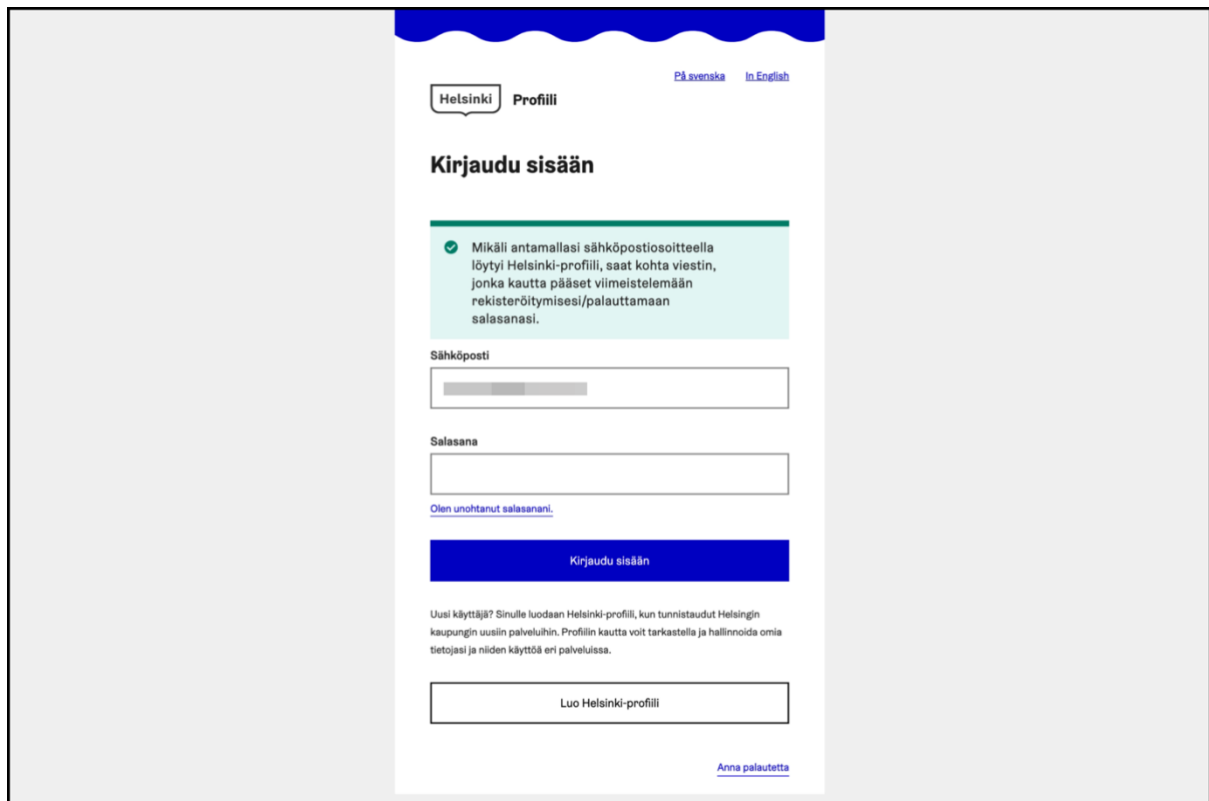 På svenska In English
Helsinki Profiili
Kirjaudu sisään
Mikäli antamallasi sähköpostiosoitteella
löytyi Helsinki-profiili, saat kohta viestin,
jonka kautta pääset viimeistelemään
rekisteröitymisesi/palauttamaan
salasanasi.
Sähköposti
Salasana
Olen unohtanut salasanani.
Kirjaudu sisään
Uusi käyttäjä? Sinulle luodaan Helsinki-profiili, kun tunnistaudut Helsingin
kaupungin uusiin palveluihin. Profiilin kautta voit tarkastella ja hallinnoida omia
tietojasi ja niiden käyttöä eri palveluissa.
Luo Helsinki-profiili
Anna palautetta